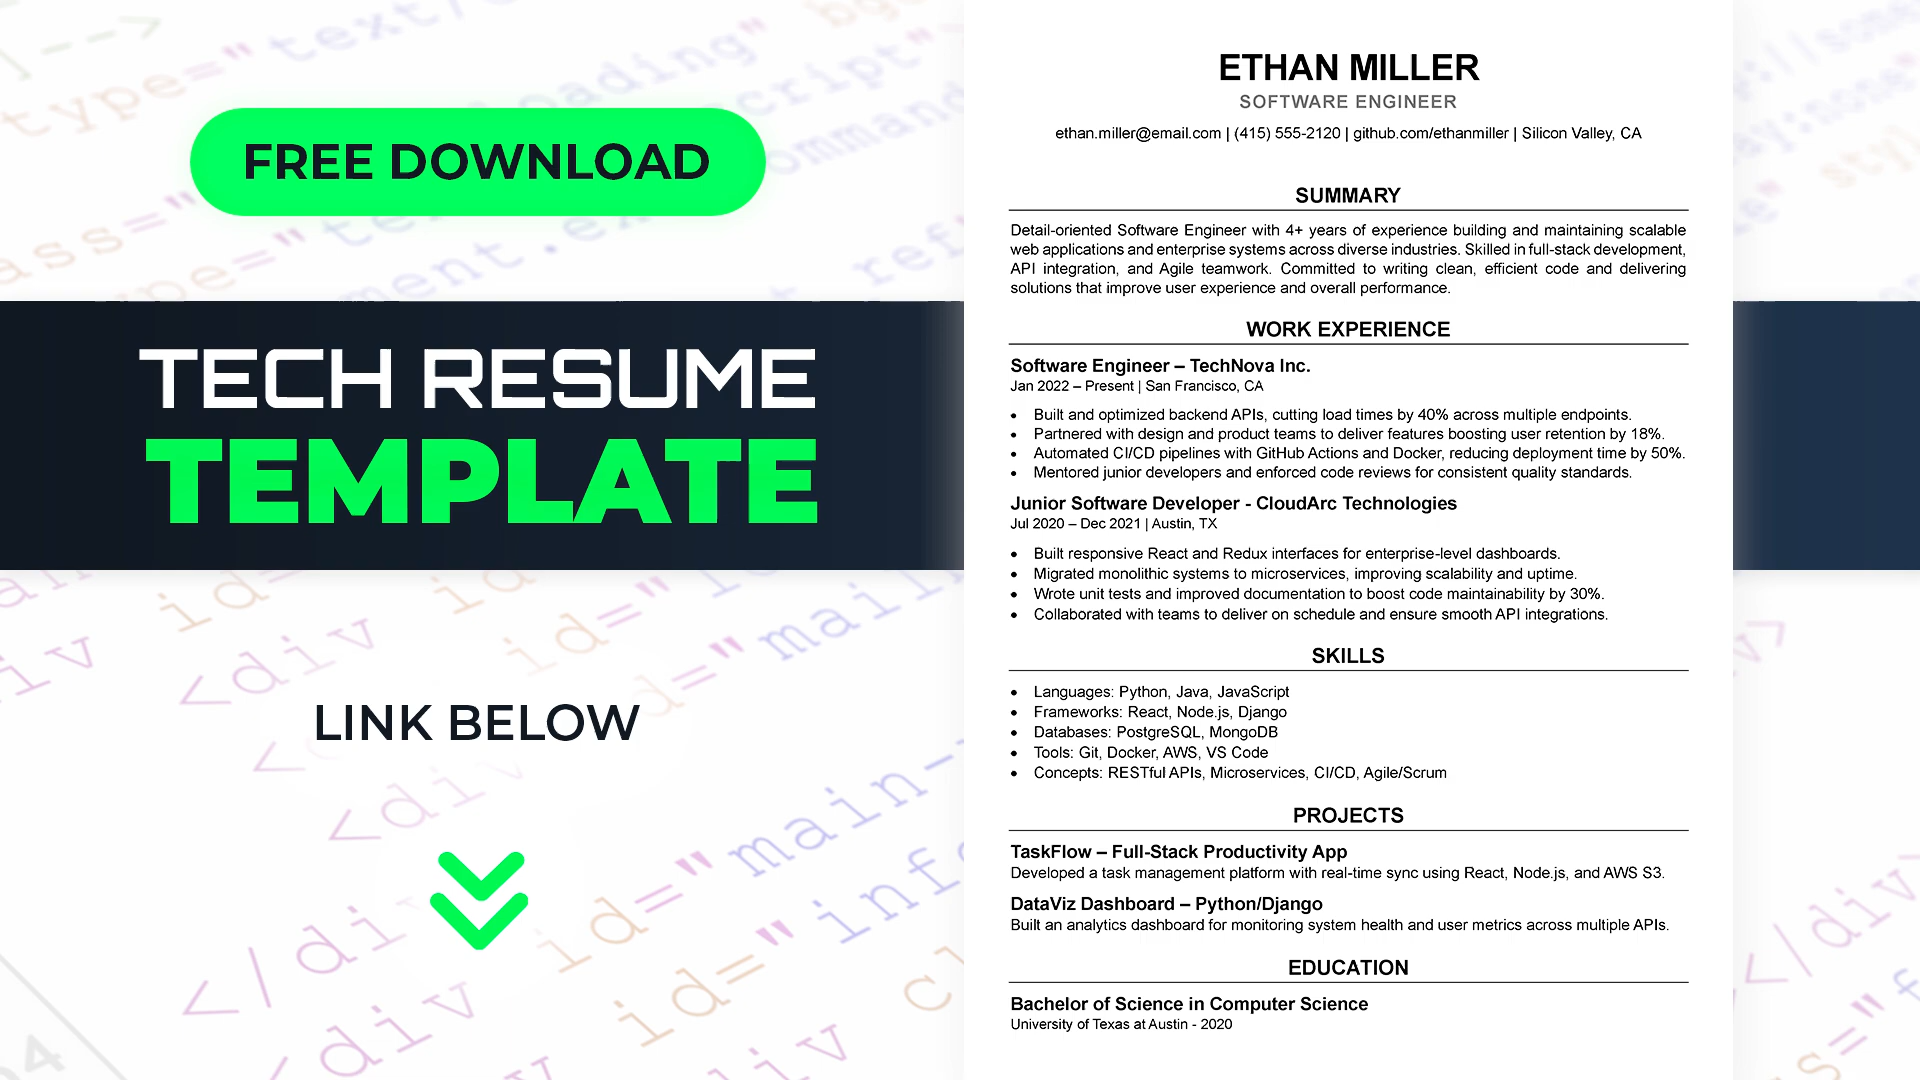 FREE DOWNLOAD
TECH RESUME
TEMPLATE
LINK BELOW
ETHAN MILLER
SOFTWARE ENGINEER
ethan.miller@email.com | (415) 555-2120 | github.com/ethanmiller | Silicon Valley, CA
SUMMARY
Detail-oriented Software Engineer with 4+ years of experience building and maintaining scalable
web applications and enterprise systems across diverse industries. Skilled in full-stack development,
API integration, and Agile teamwork. Committed to writing clean, efficient code and delivering
solutions that improve user experience and overall performance.
WORK EXPERIENCE
Software Engineer – TechNova Inc.
Jan 2022 – Present | San Francisco, CA
• Built and optimized backend APIs, cutting load times by 40% across multiple endpoints.
• Partnered with design and product teams to deliver features boosting user retention by 18%.
• Automated CI/CD pipelines with GitHub Actions and Docker, reducing deployment time by 50%.
• Mentored junior developers and enforced code reviews for consistent quality standards.
Junior Software Developer - CloudArc Technologies
Jul 2020 – Dec 2021 | Austin, TX
• Built responsive React and Redux interfaces for enterprise-level dashboards.
• Migrated monolithic systems to microservices, improving scalability and uptime.
• Wrote unit tests and improved documentation to boost code maintainability by 30%.
• Collaborated with teams to deliver on schedule and ensure smooth API integrations.
SKILLS
• Languages: Python, Java, JavaScript
• Frameworks: React, Node.js, Django
• Databases: PostgreSQL, MongoDB
• Tools: Git, Docker, AWS, VS Code
• Concepts: RESTful APIs, Microservices, CI/CD, Agile/Scrum
PROJECTS
TaskFlow – Full-Stack Productivity App
Developed a task management platform with real-time sync using React, Node.js, and AWS S3.
DataViz Dashboard – Python/Django
Built an analytics dashboard for monitoring system health and user metrics across multiple APIs.
EDUCATION
Bachelor of Science in Computer Science
University of Texas at Austin - 2020